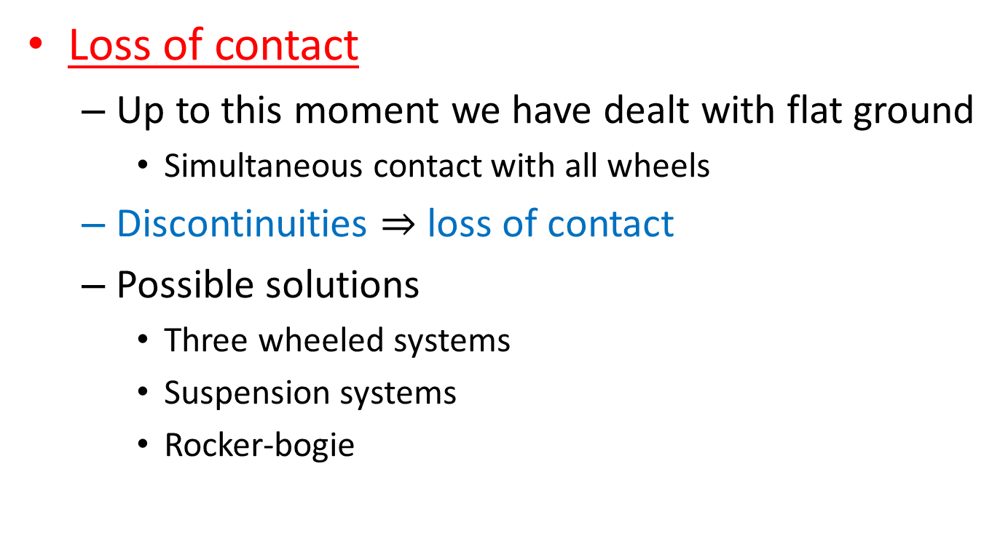 • Loss of contact
– Up to this moment we have dealt with flat ground
• Simultaneous contact with all wheels
– Discontinuities ⇒ loss of contact
– Possible solutions
• Three wheeled systems
• Suspension systems
• Rocker-bogie